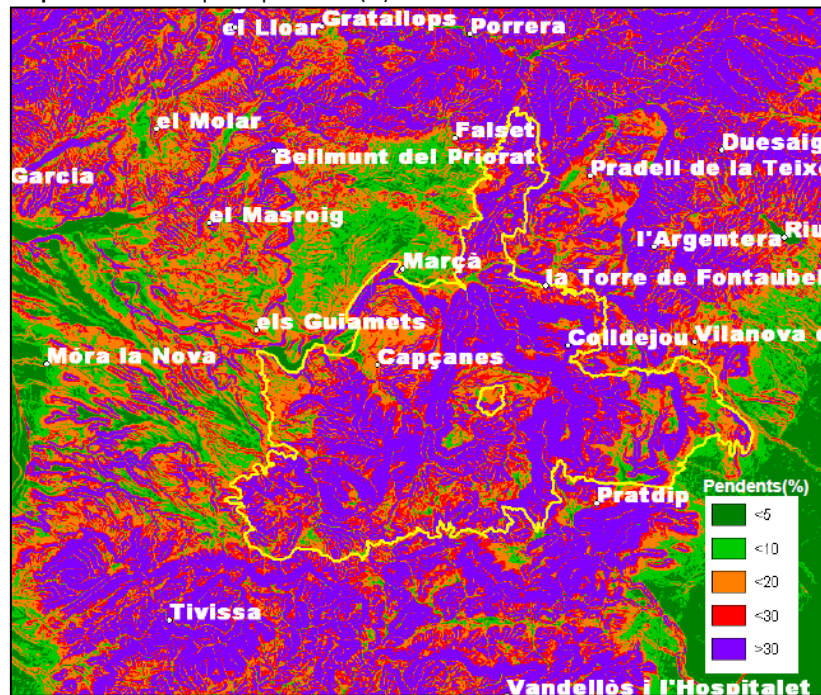 el Lloar
Gratallops
Porrera
el Molar
Falset
Duesaig
Bellmunt del Priorat
Pradell de la Teixe
Garcia
el Masroig
l'Argentera
Riu
Marçà
la Torre de Fontaubel
els Guiamets
Móra la Nova
Capçanes
Colldejou
Vilanova d
Pratdip
Pendents(%)
<5
<10
<20
<30
>30
Tivissa
Vandellòs i l'Hospitalet